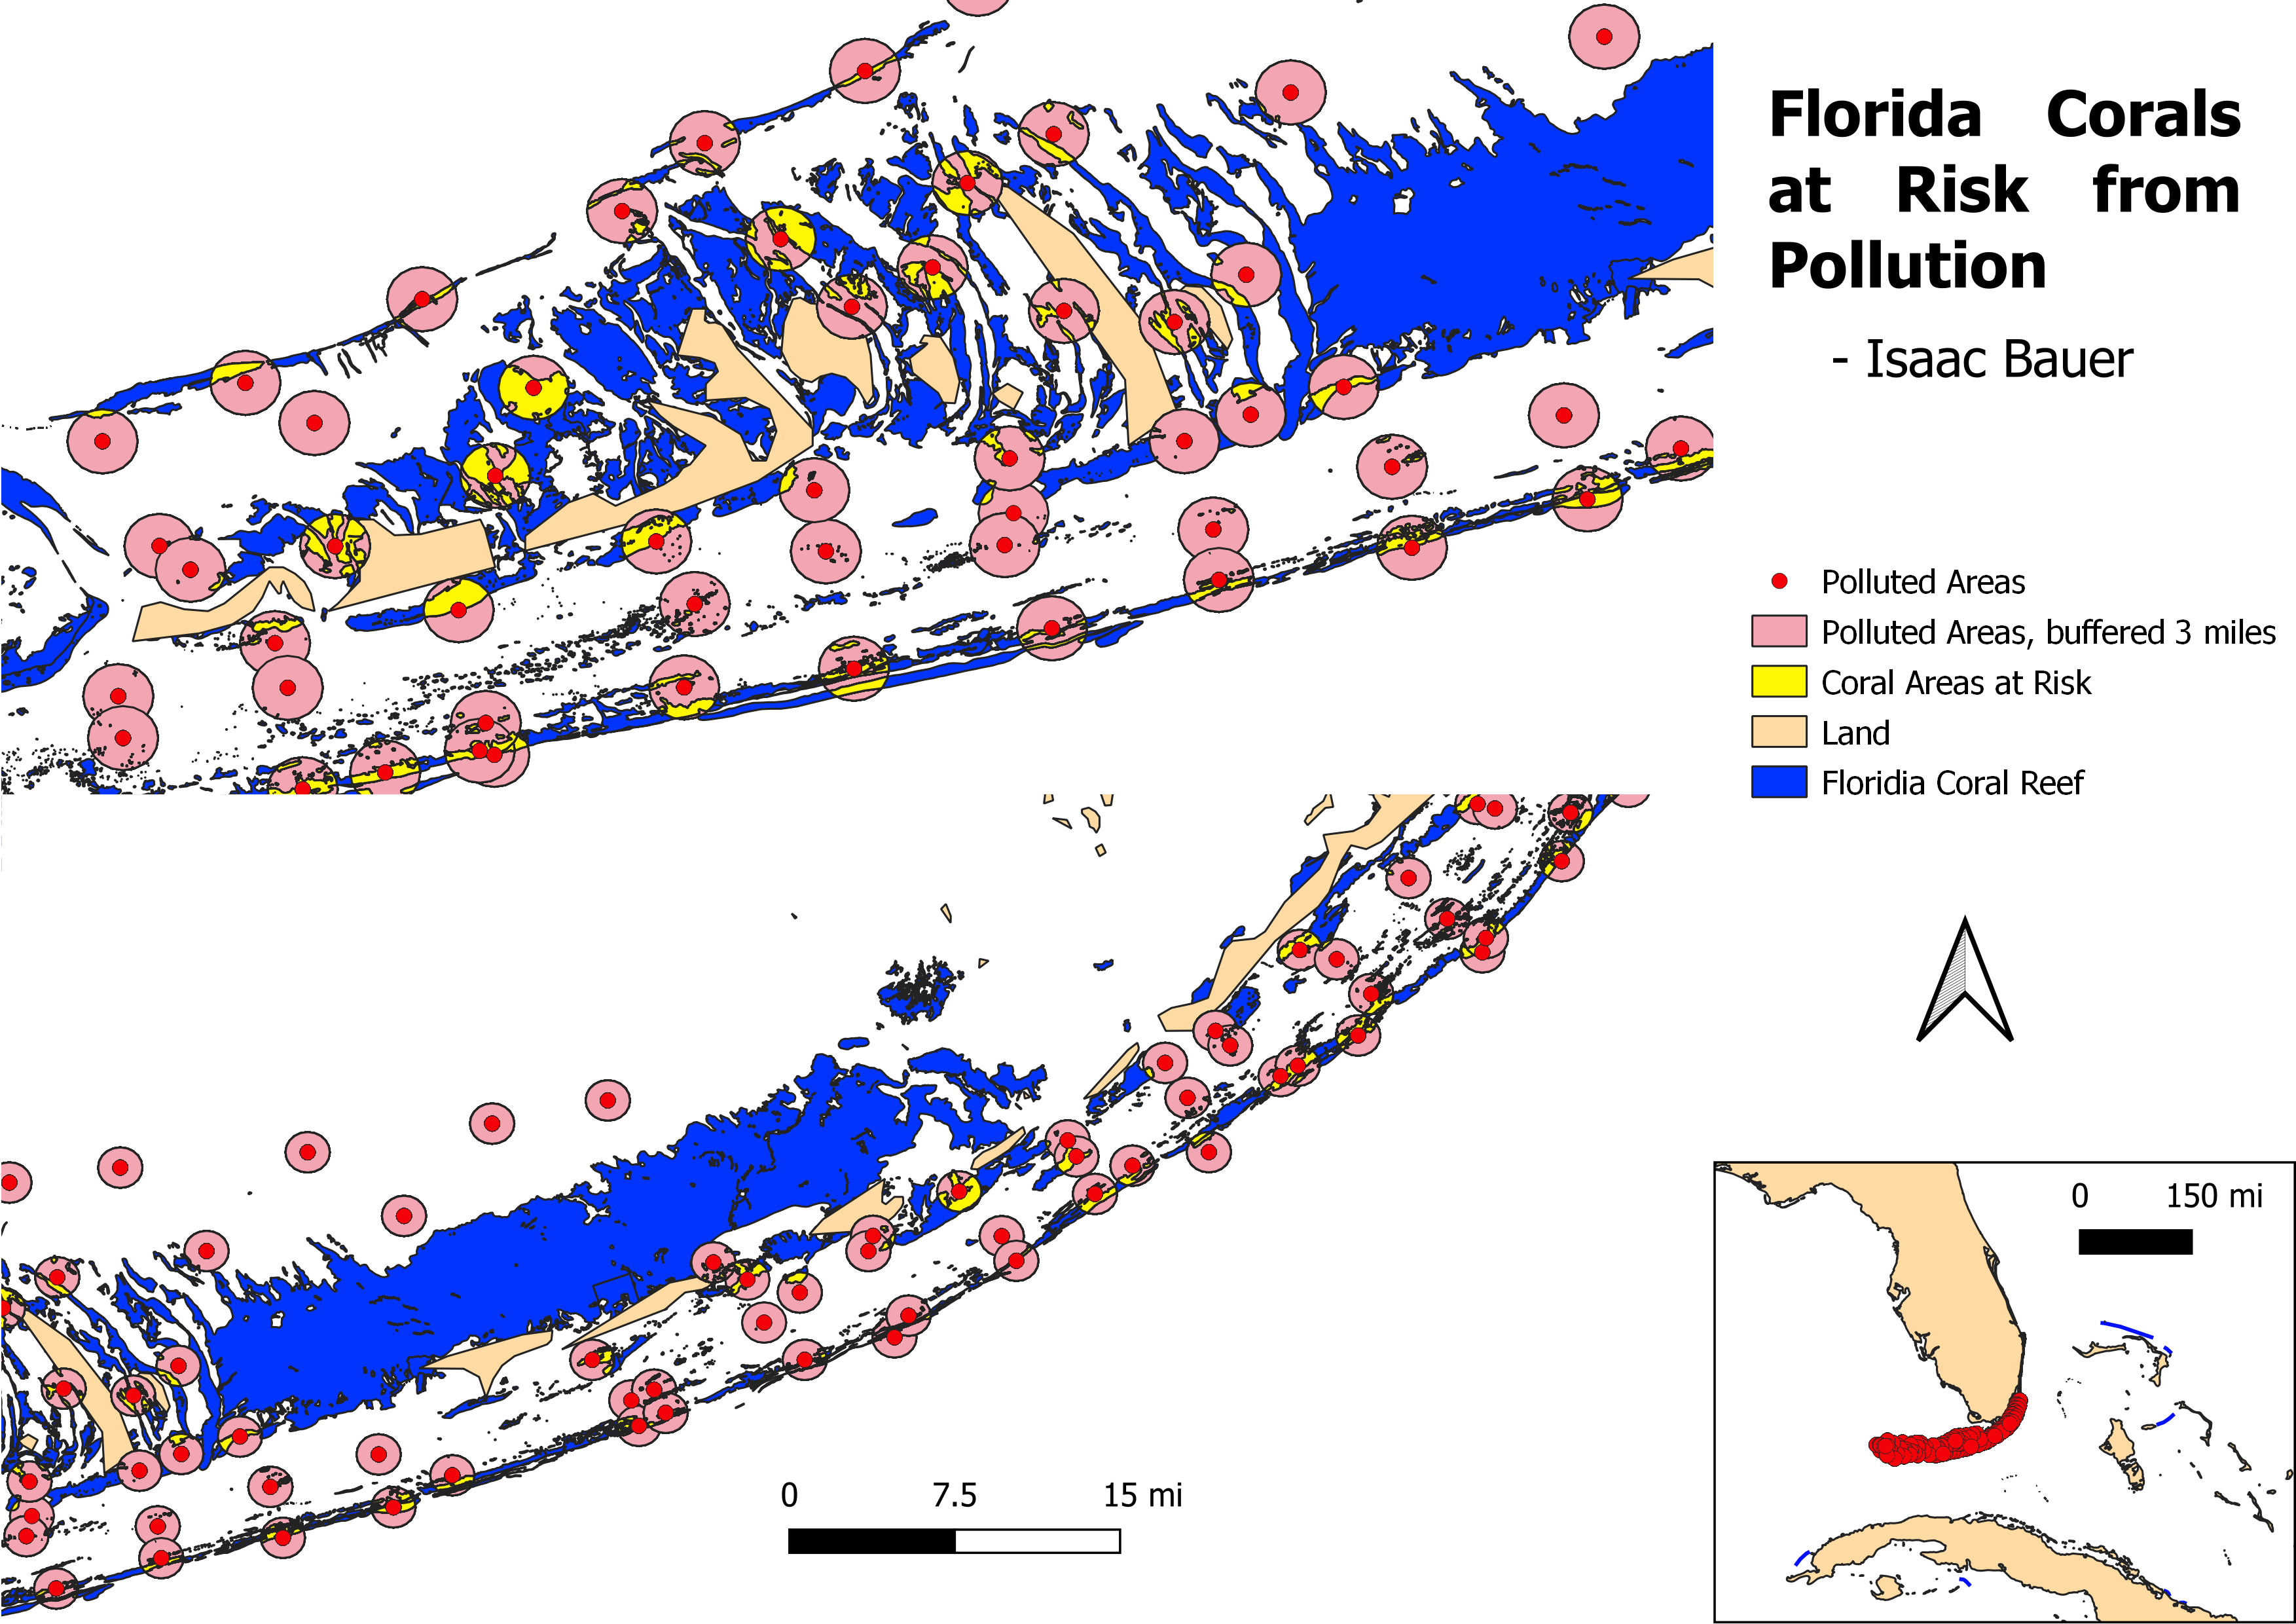 Florida Corals
at Risk from
Pollution
- Isaac Bauer
Polluted Areas
Polluted Areas, buffered 3 miles
Coral Areas at Risk
Land
Floridia Coral Reef
0 150 mi
0 7.5 15 mi